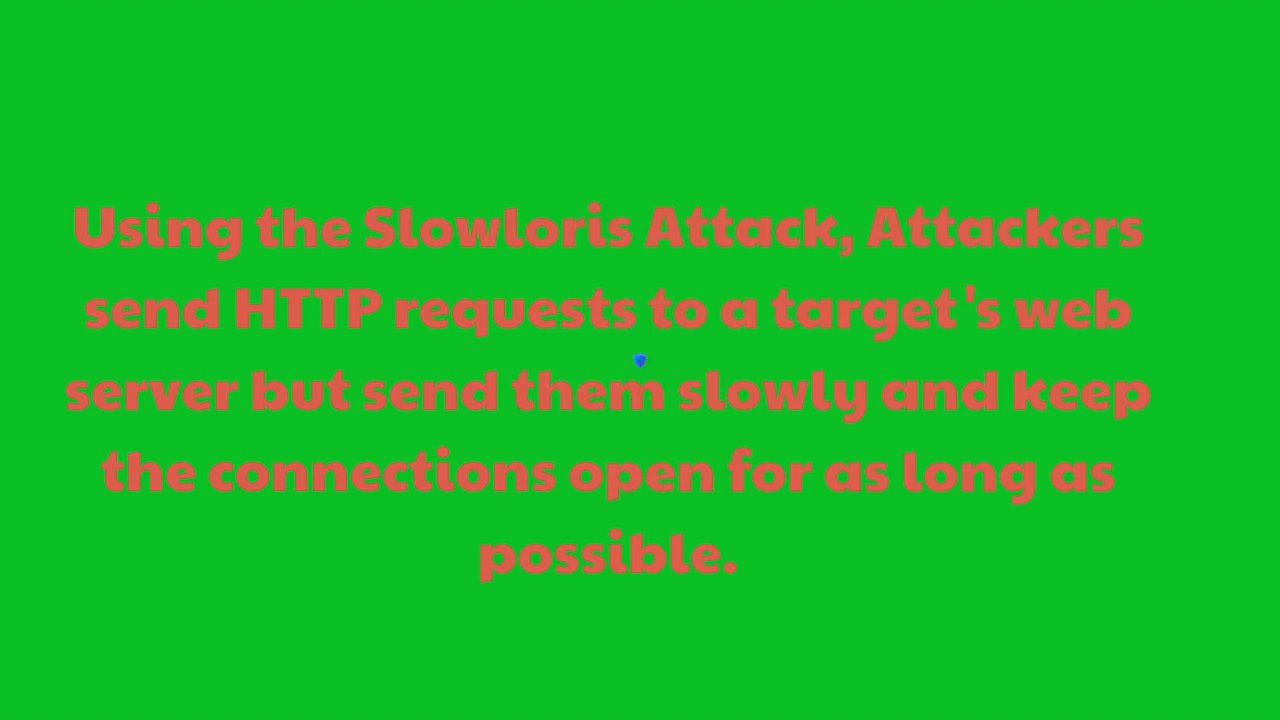 Using the Slowloris Attack, Attackers
send HTTP requests to a target's web
server but send them slowly and keep
the connections open for as long as
possible.